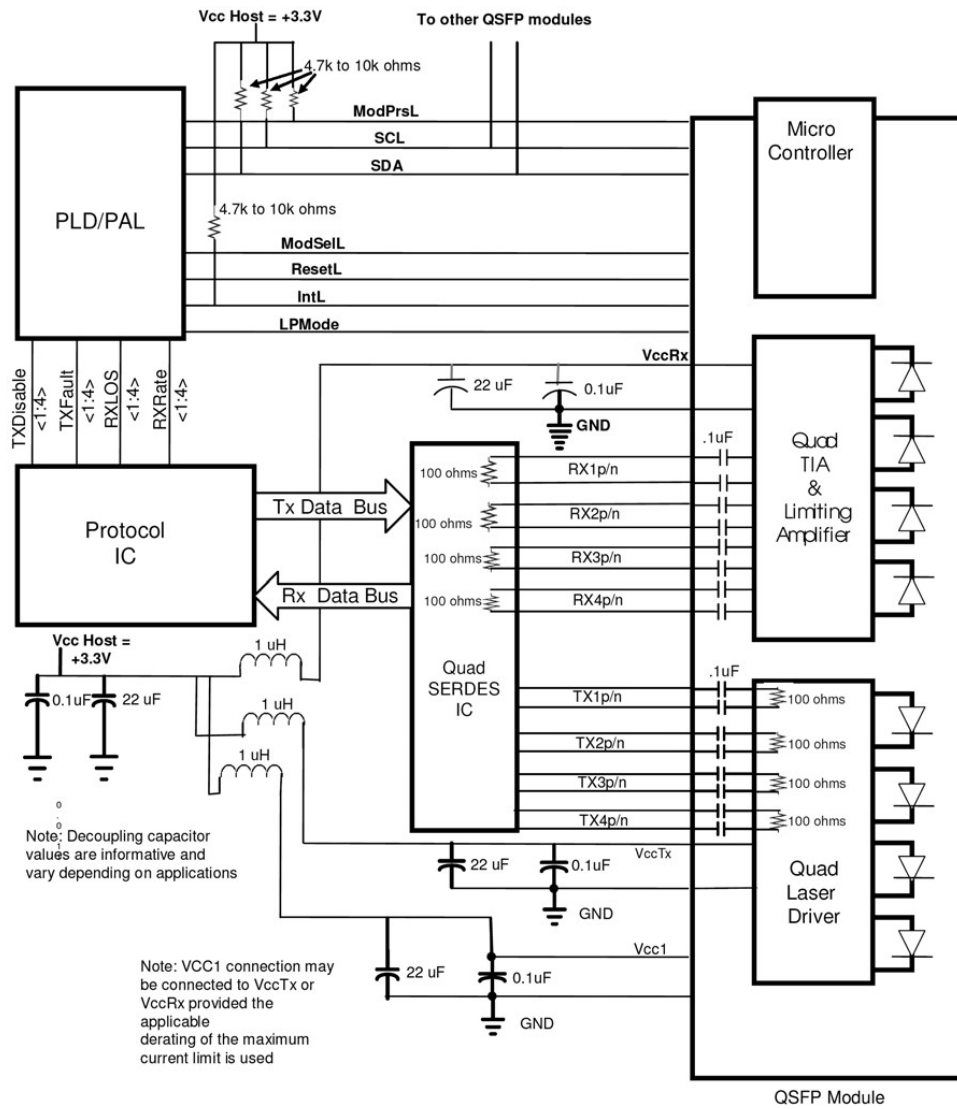 Vcc Host = +3.3V
To other QSFP modules
4.7k to 10k ohms
ModPrsL
SCL
SDA
Micro
Controller
PLD/PAL
4.7k to 10k ohms
ModSelL
ResetL
IntL
LPMode
TXDisable
<1:4>
TXFault
<1:4>
RXLOS
<1:4>
RXRate
<1:4>
VccRx
22 uF
0.1uF
GND
.1uF
Quad
TIA
&
Limiting
Amplifier
100 ohms
RX1p/n
100 ohms
RX2p/n
100 ohms
RX3p/n
100 ohms
RX4p/n
Protocol
IC
Tx Data Bus
Rx Data Bus
Vcc Host =
+3.3V
0.1uF
22 uF
1 uH
1 uH
1 uH
Quad
SERDES
IC
.1uF
TX1p/n
100 ohms
TX2p/n
100 ohms
TX3p/n
100 ohms
TX4p/n
100 ohms
VccTx
22 uF
0.1uF
GND
Quad
Laser
Driver
0.01
Note: Decoupling capacitor
values are informative and
vary depending on applications
Vcc1
22 uF
0.1uF
GND
Note: VCC1 connection may
be connected to VccTx or
VccRx provided the
applicable
derating of the maximum
current limit is used
QSFP Module